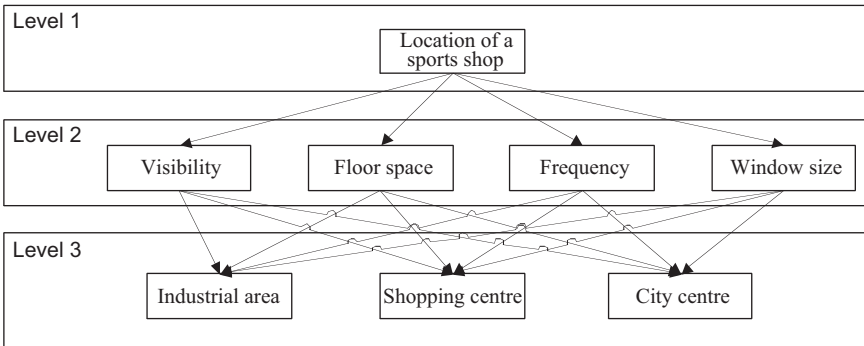 Level 1
Location of a
sports shop
Level 2
Visibility
Floor space
Frequency
Window size
Level 3
Industrial area
Shopping centre
City centre